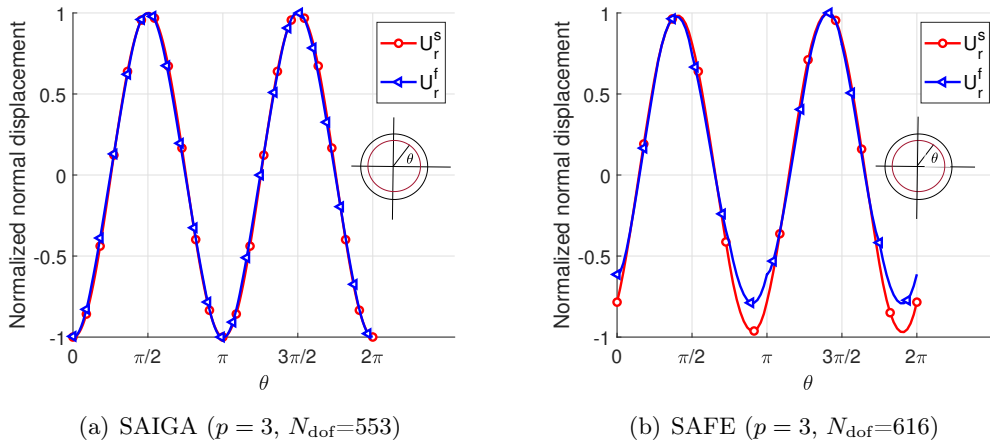 Normalized normal displacement
1
0.5
0
-0.5
-1
0
π/2
π
3π/2
2π
θ
U_r^s
U_r^f
θ
(a) SAIGA (p = 3, N_dof=553)
Normalized normal displacement
1
0.5
0
-0.5
-1
0
π/2
π
3π/2
2π
θ
U_r^s
U_r^f
θ
(b) SAFE (p = 3, N_dof=616)